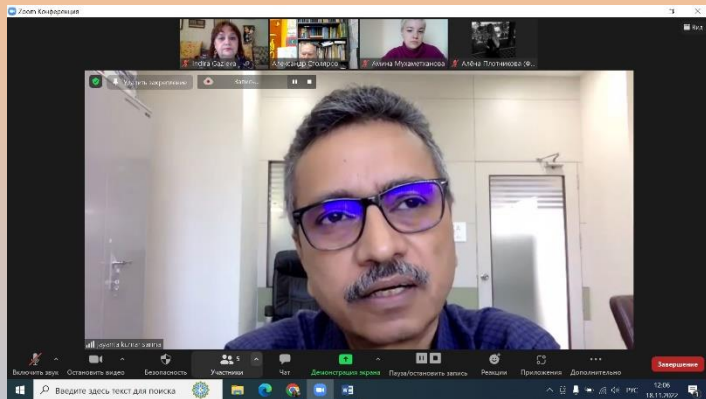 Zoom Конференция
Вид
Indira Gazieva
Александр Столяров
Амина Мухаметханова
Алёна Плотникова (Ф...
Удалить закрепление
Запись...
jayanta kumar sarma
Включить звук
Остановить видео
Безопасность
Участники
5
Чат
Демонстрация экрана
Пауза/остановить запись
Реакции
Приложения
Дополнительно
Завершение
Введите здесь текст для поиска
РУС
12:06
18.11.2022